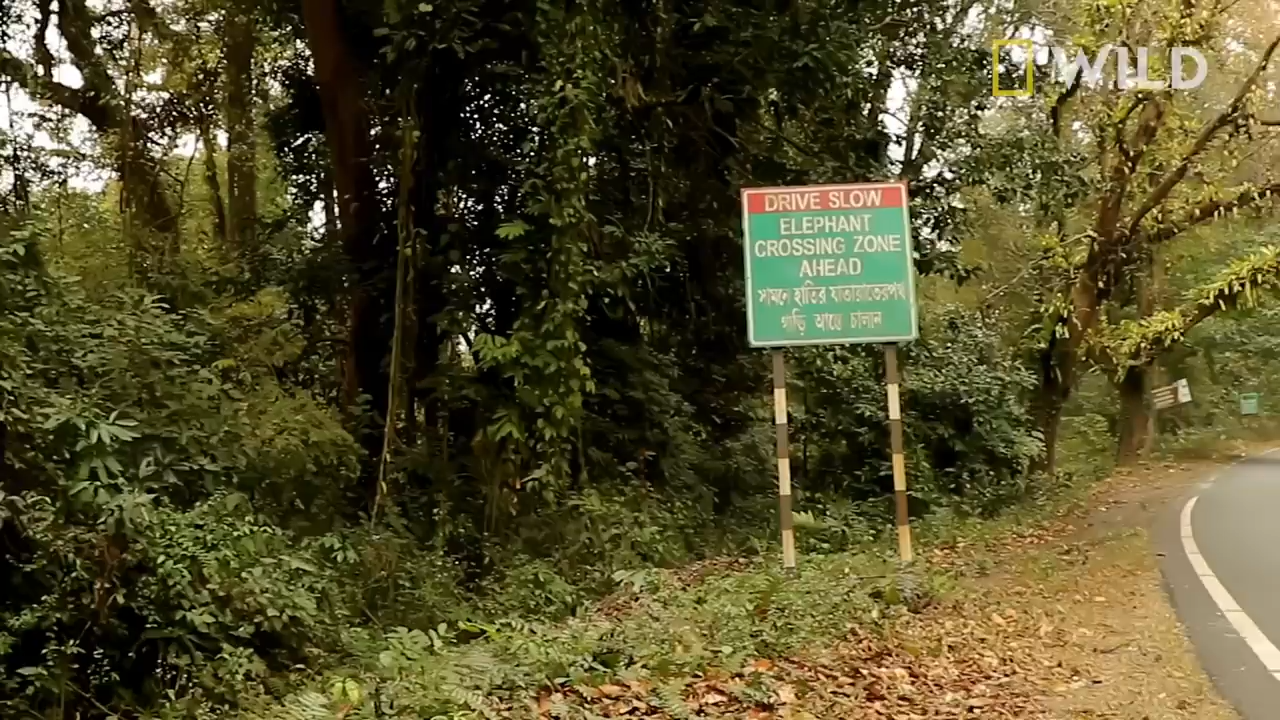 WILD
DRIVE SLOW
ELEPHANT
CROSSING ZONE
AHEAD
সামনে হাতির যাতায়াতেরপথ
গাড়ি আস্তে চালান